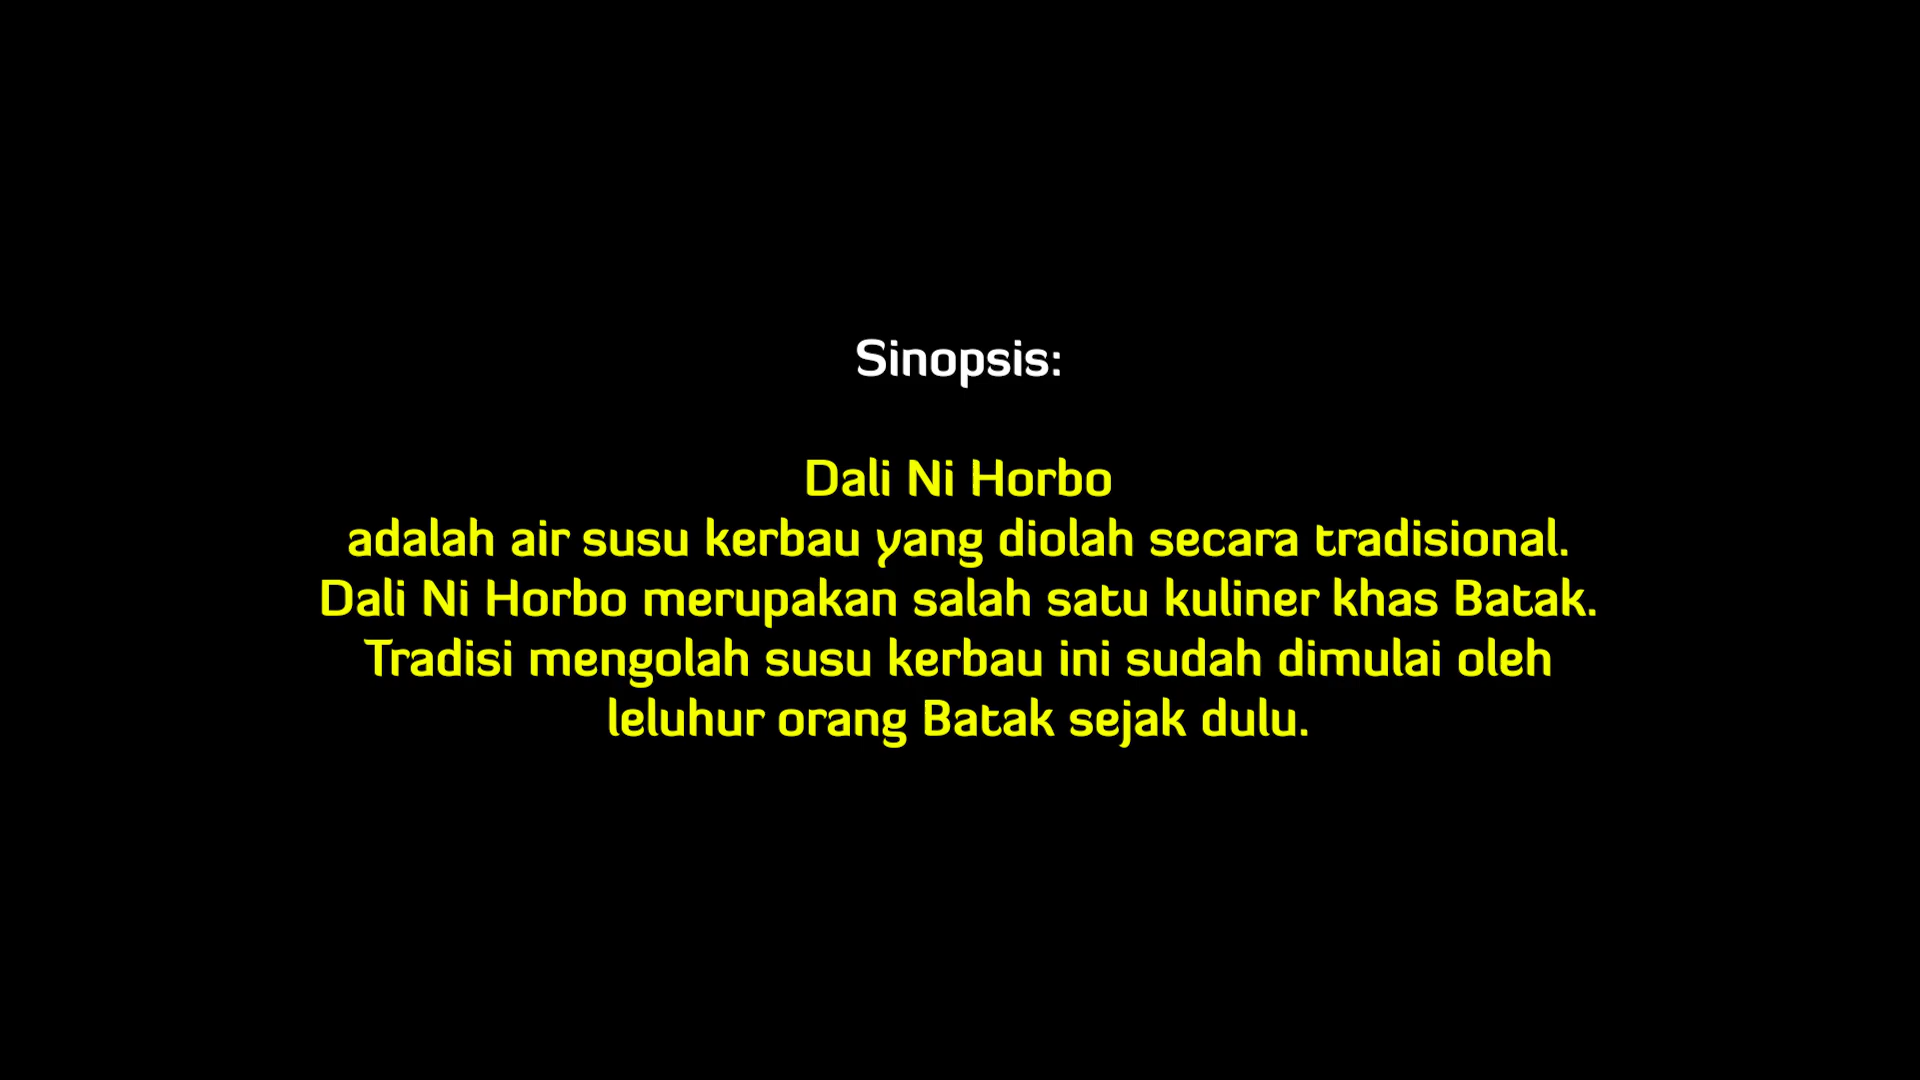 Sinopsis:
Dali Ni Horbo
adalah air susu kerbau yang diolah secara tradisional.
Dali Ni Horbo merupakan salah satu kuliner khas Batak.
Tradisi mengolah susu kerbau ini sudah dimulai oleh
leluhur orang Batak sejak dulu.